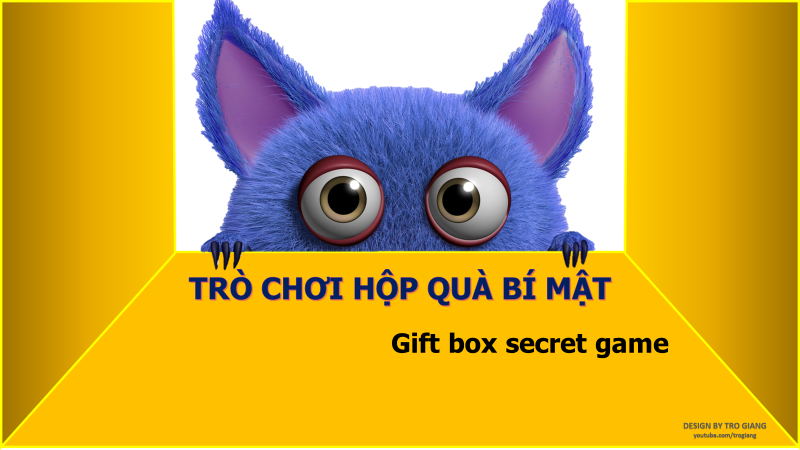 TRÒ CHƠI HỘP QUÀ BÍ MẬT
Gift box secret game
DESIGN BY TRO GIANG
youtube.com/trogiang